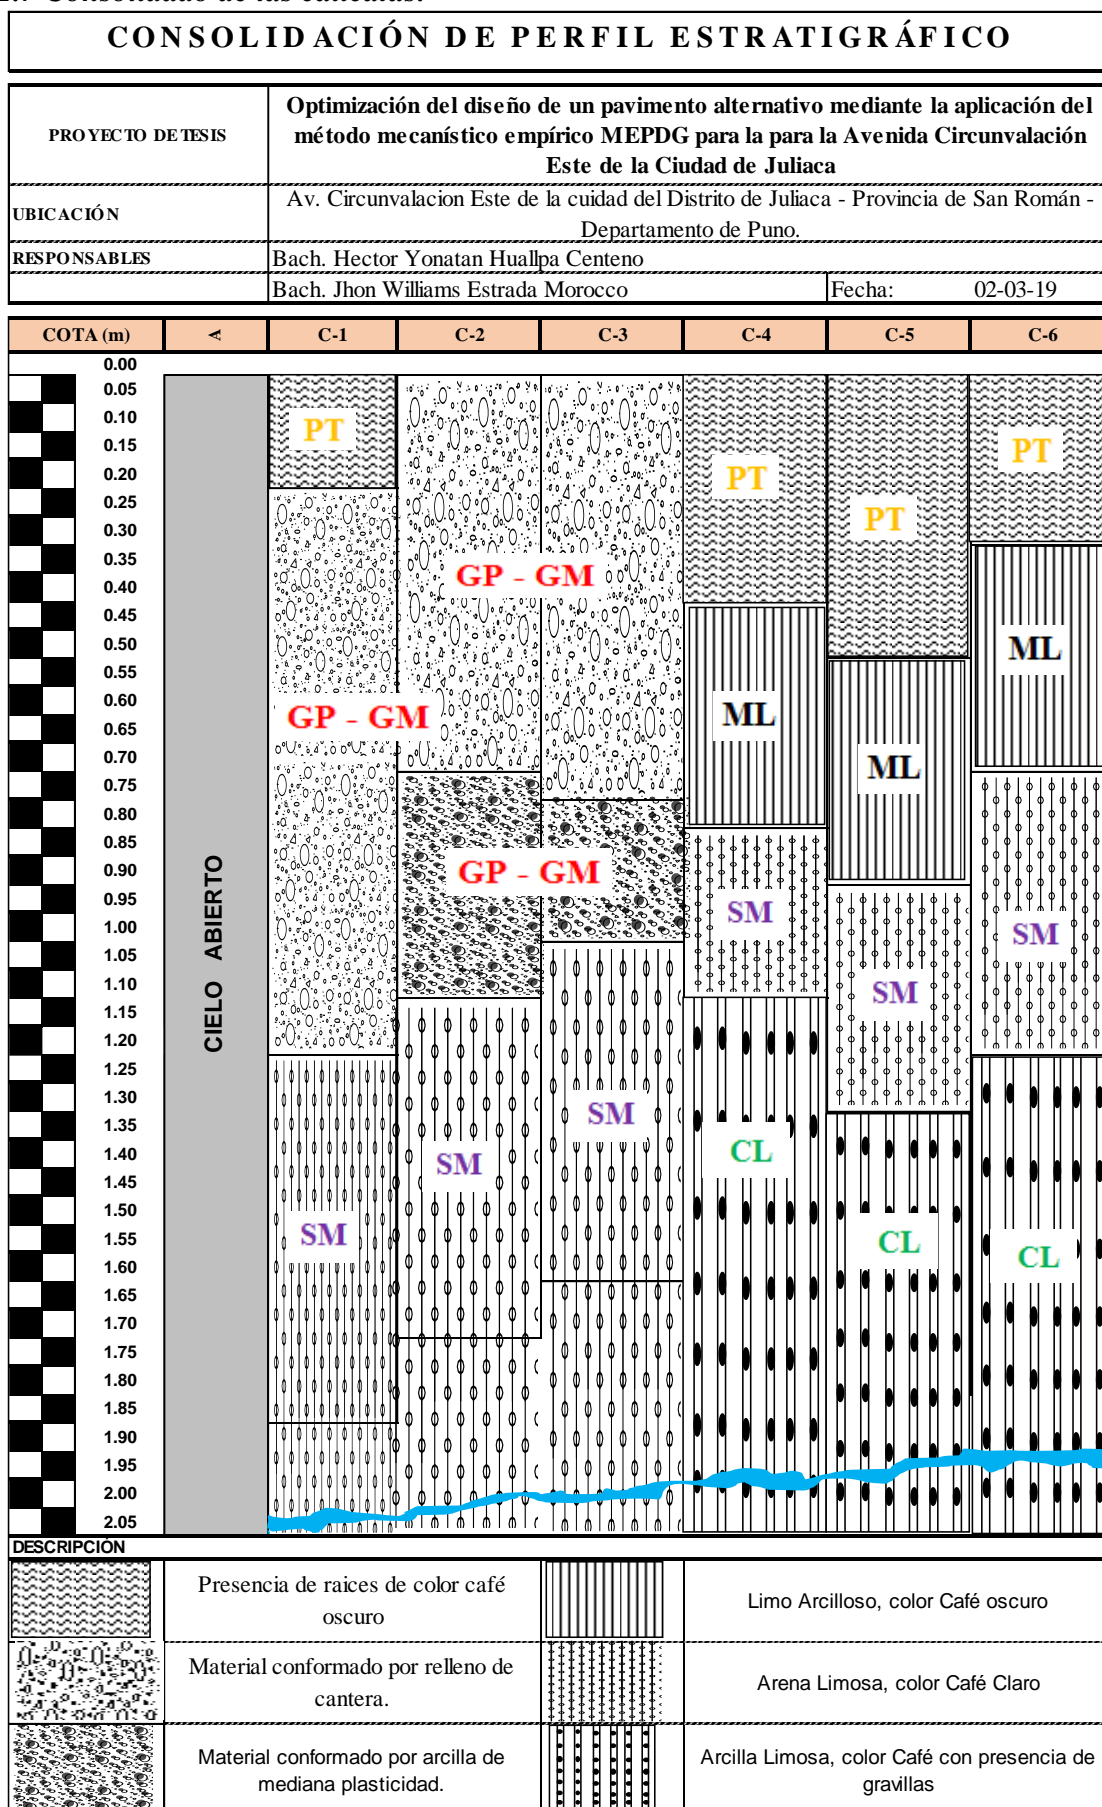 CONSOLIDACIÓN DE PERFIL ESTRATIGRÁFICO
PROYECTO DE TESIS
Optimización del diseño de un pavimento alternativo mediante la aplicación del
método mecanístico empírico MEPDG para la para la Avenida Circunvalación
Este de la Ciudad de Juliaca
UBICACIÓN
Av. Circunvalacion Este de la cuidad del Distrito de Juliaca - Provincia de San Román -
Departamento de Puno.
RESPONSABLES
Bach. Hector Yonatan Huallpa Centeno
Bach. Jhon Williams Estrada Morocco
Fecha: 02-03-19
COTA (m) A C-1 C-2 C-3 C-4 C-5 C-6
0.00
0.05
0.10
0.15
0.20
0.25
0.30
0.35
0.40
0.45
0.50
0.55
0.60
0.65
0.70
0.75
0.80
0.85
0.90
0.95
1.00
1.05
1.10
1.15
1.20
1.25
1.30
1.35
1.40
1.45
1.50
1.55
1.60
1.65
1.70
1.75
1.80
1.85
1.90
1.95
2.00
2.05
CIELO ABIERTO
PT
GP - GM
SM
GP - GM
GP - GM
SM
SM
PT
ML
SM
CL
PT
ML
SM
CL
PT
ML
SM
CL
DESCRIPCIÓN
Presencia de raices de color café
oscuro
Limo Arcilloso, color Café oscuro
Material conformado por relleno de
cantera.
Arena Limosa, color Café Claro
Material conformado por arcilla de
mediana plasticidad.
Arcilla Limosa, color Café con presencia de
gravillas